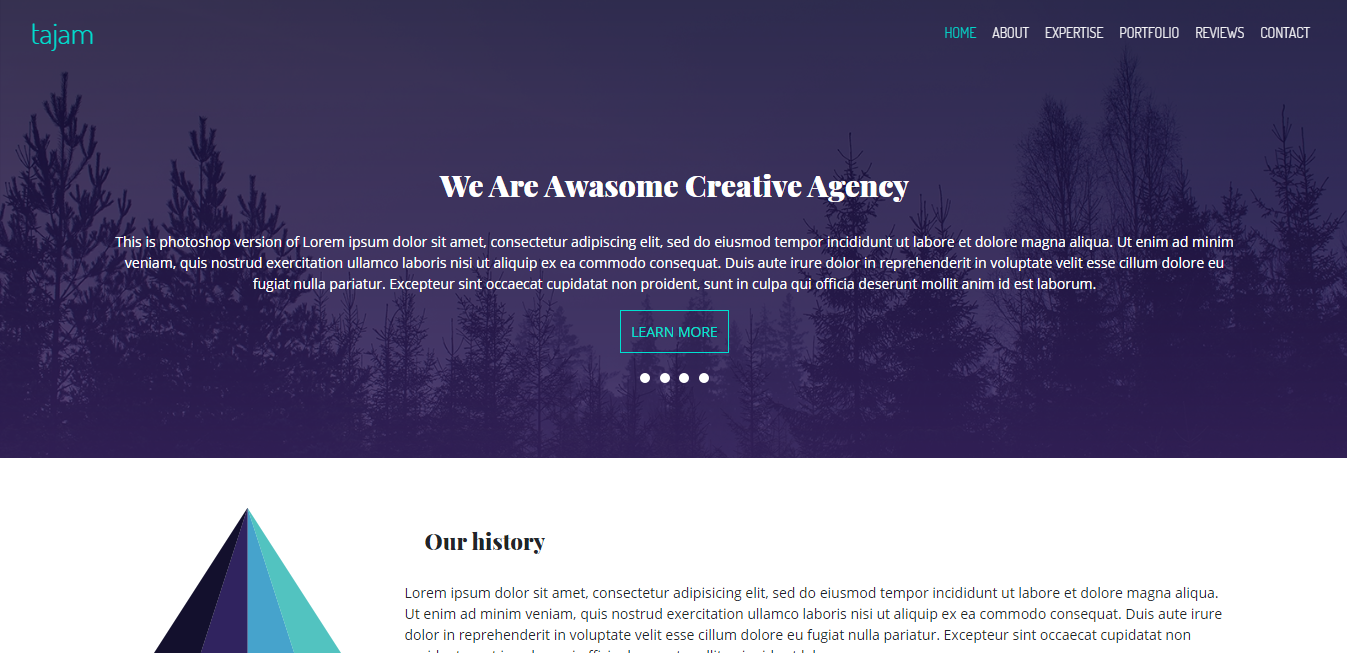 tajam
HOME ABOUT EXPERTISE PORTFOLIO REVIEWS CONTACT
We Are Awasome Creative Agency
This is photoshop version of Lorem ipsum dolor sit amet, consectetur adipiscing elit, sed do eiusmod tempor incididunt ut labore et dolore magna aliqua. Ut enim ad minim
veniam, quis nostrud exercitation ullamco laboris nisi ut aliquip ex ea commodo consequat. Duis aute irure dolor in reprehenderit in voluptate velit esse cillum dolore eu
fugiat nulla pariatur. Excepteur sint occaecat cupidatat non proident, sunt in culpa qui officia deserunt mollit anim id est laborum.
LEARN MORE
Our history
Lorem ipsum dolor sit amet, consectetur adipisicing elit, sed do eiusmod tempor incididunt ut labore et dolore magna aliqua.
Ut enim ad minim veniam, quis nostrud exercitation ullamco laboris nisi ut aliquip ex ea commodo consequat. Duis aute irure
dolor in reprehenderit in voluptate velit esse cillum dolore eu fugiat nulla pariatur. Excepteur sint occaecat cupidatat non